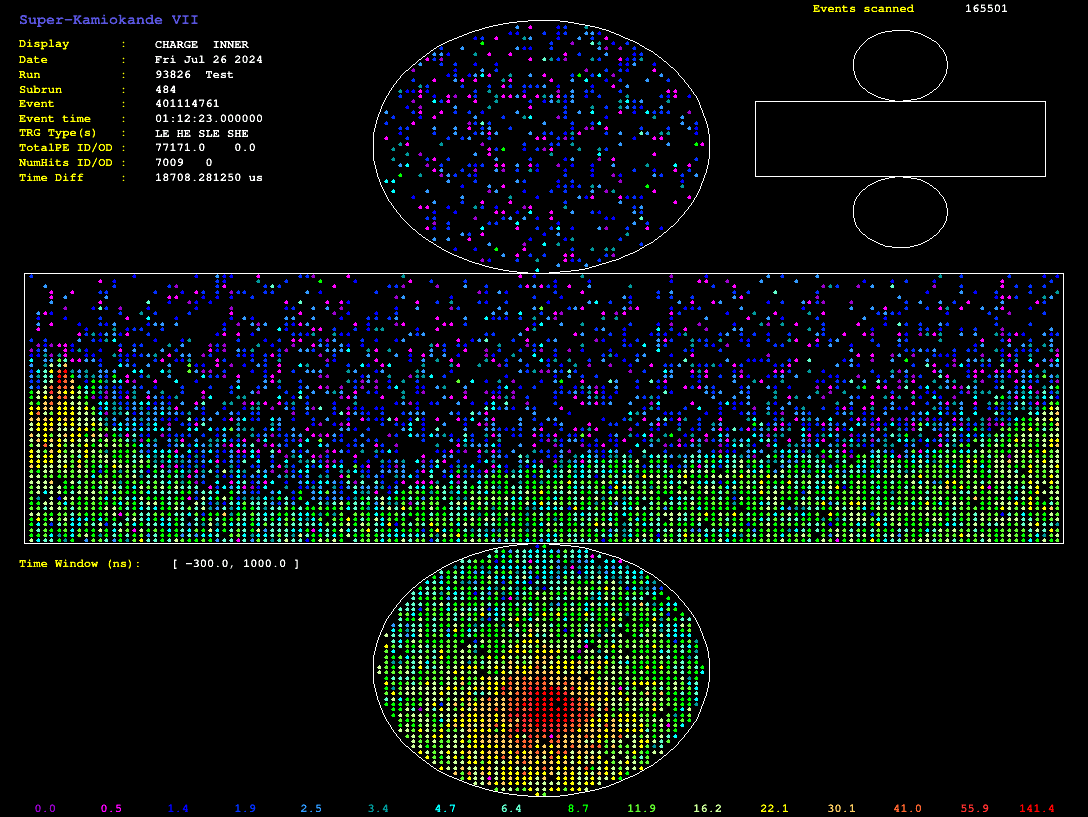 Super-Kamiokande VII
Events scanned 165501
Display : CHARGE INNER
Date : Fri Jul 26 2024
Run : 93826 Test
Subrun : 484
Event : 401114761
Event time : 01:12:23.000000
TRG Type(s) : LE HE SLE SHE
TotalPE ID/OD : 77171.0 0.0
NumHits ID/OD : 7009 0
Time Diff : 18708.281250 us
Time Window (ns): [ -300.0, 1000.0 ]
0.0 0.5 1.4 1.9 2.5 3.4 4.7 6.4 8.7 11.9 16.2 22.1 30.1 41.0 55.9 141.4